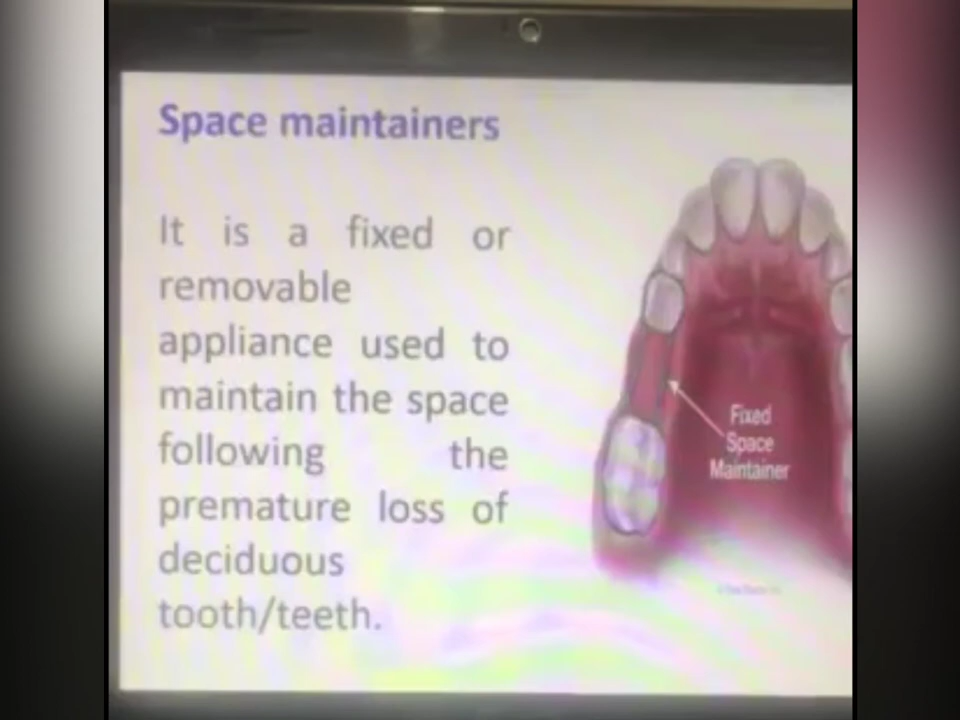 Space maintainers
It is a fixed or
removable
appliance used to
maintain the space
following the
premature loss of
deciduous
tooth/teeth.
Fixed
Space
Maintainer